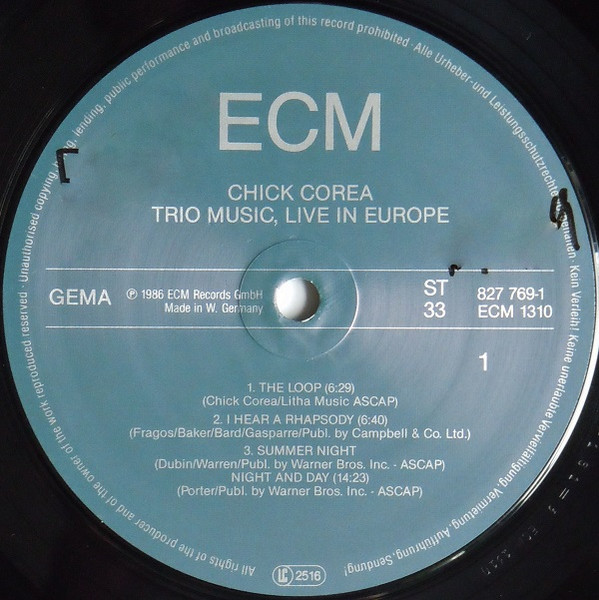 ECM
CHICK COREA
TRIO MUSIC, LIVE IN EUROPE
GEMA
℗ 1986 ECM Records GmbH
Made in W. Germany
ST
33
827 769-1
ECM 1310
1
1. THE LOOP (6:29)
(Chick Corea/Litha Music ASCAP)
2. I HEAR A RHAPSODY (6:40)
(Fragos/Baker/Bard/Gasparre/Publ. by Campbell & Co. Ltd.)
3. SUMMER NIGHT
(Dubin/Warren/Publ. by Warner Bros. Inc. - ASCAP)
NIGHT AND DAY (14:23)
(Porter/Publ. by Warner Bros. Inc. - ASCAP)
LC 2516
All rights of the producer and of the owner of the work reproduced reserved · Unauthorised copying, lending, public performance and broadcasting of this record prohibited · Alle Urheber- und Leistungsschutzrechte · Kein Verleih! Keine unerlaubte Vervielfältigung, Vermietung, Aufführung, Sendung!